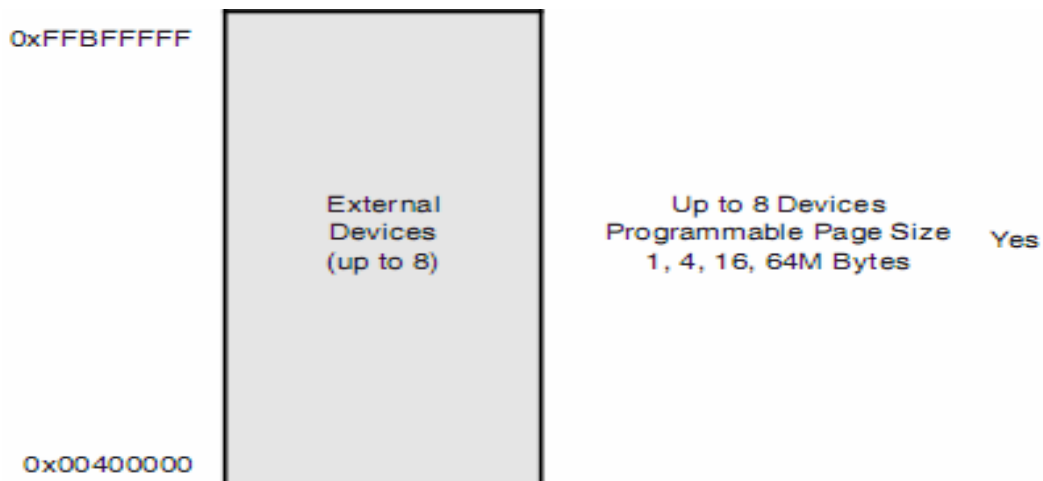 0xFFBFFFFF
External
Devices
(up to 8)
Up to 8 Devices
Programmable Page Size
1, 4, 16, 64M Bytes
Yes
0x00400000